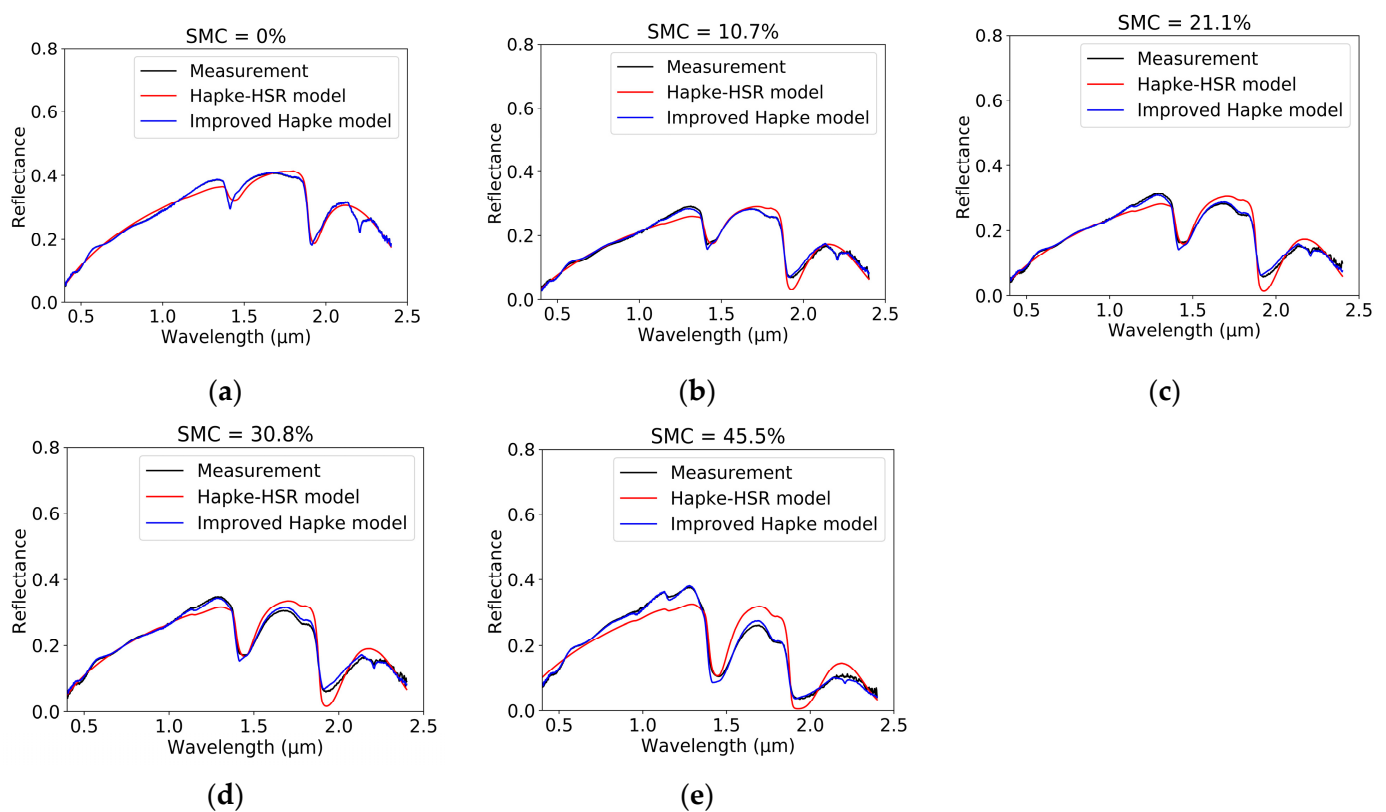 SMC = 0%
0.8
0.6
0.4
0.2
0.0
Reflectance
Measurement
Hapke-HSR model
Improved Hapke model
0.5 1.0 1.5 2.0 2.5
Wavelength (μm)
(a)
SMC = 10.7%
0.8
0.6
0.4
0.2
0.0
Reflectance
Measurement
Hapke-HSR model
Improved Hapke model
0.5 1.0 1.5 2.0 2.5
Wavelength (μm)
(b)
SMC = 21.1%
0.8
0.6
0.4
0.2
0.0
Reflectance
Measurement
Hapke-HSR model
Improved Hapke model
0.5 1.0 1.5 2.0 2.5
Wavelength (μm)
(c)
SMC = 30.8%
0.8
0.6
0.4
0.2
0.0
Reflectance
Measurement
Hapke-HSR model
Improved Hapke model
0.5 1.0 1.5 2.0 2.5
Wavelength (μm)
(d)
SMC = 45.5%
0.8
0.6
0.4
0.2
0.0
Reflectance
Measurement
Hapke-HSR model
Improved Hapke model
0.5 1.0 1.5 2.0 2.5
Wavelength (μm)
(e)